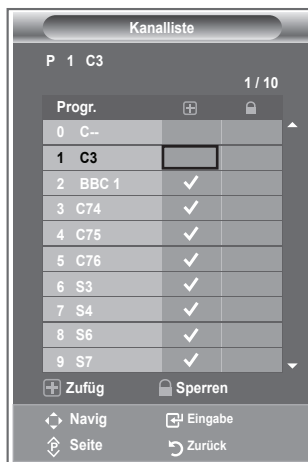 Kanalliste
P 1 C3
1 / 10
Progr.
0 C--
1 C3
2 BBC 1
3 C74
4 C75
5 C76
6 S3
7 S4
8 S6
9 S7
Zufüg Sperren
Navig Eingabe
P Seite Zurück